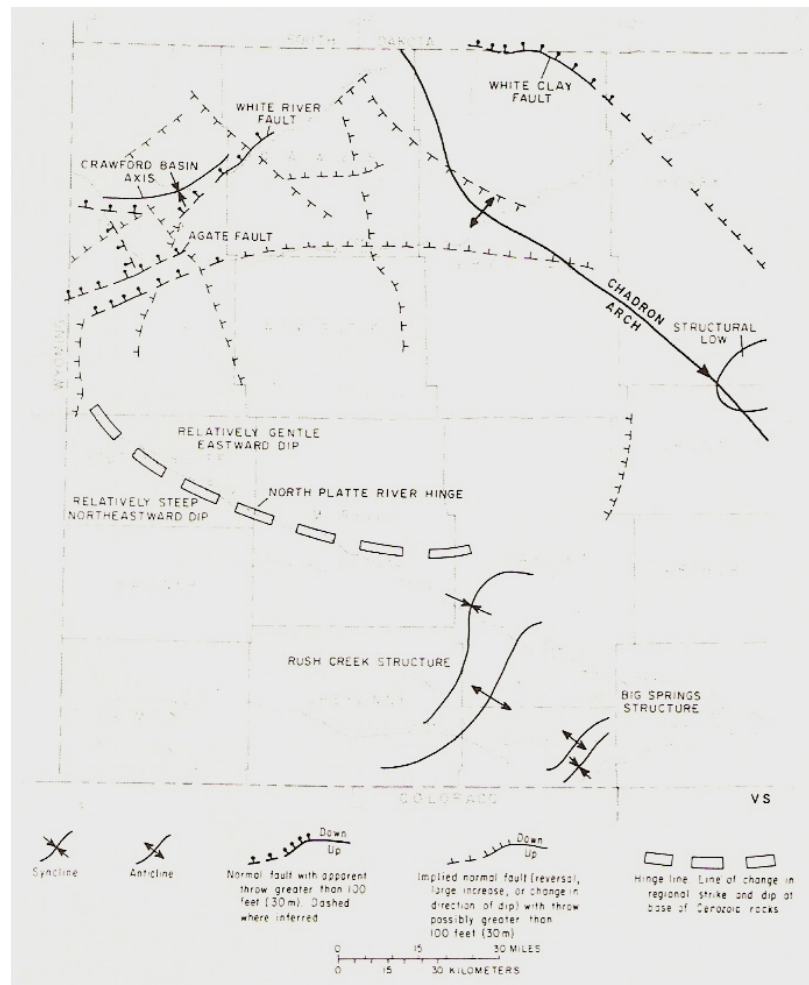 SOUTH DAKOTA
WHITE CLAY
FAULT
WHITE RIVER
FAULT
CRAWFORD BASIN
AXIS
AGATE FAULT
CHADRON
ARCH
STRUCTURAL
LOW
WYOMING
RELATIVELY GENTLE
EASTWARD DIP
NORTH PLATTE RIVER HINGE
RELATIVELY STEEP
NORTHEASTWARD DIP
RUSH CREEK STRUCTURE
BIG SPRINGS
STRUCTURE
COLORADO
VS
Syncline
Anticline
Down
Up
Normal fault with apparent
throw greater than 100
feet (30m). Dashed
where inferred
Down
Up
Implied normal fault (reversal,
large increase, or change in
direction of dip) with throw
possibly greater than
100 feet (30m)
Hinge line. Line of change in
regional strike and dip at
base of Cenozoic rocks
0 15 30 MILES
0 15 30 KILOMETERS